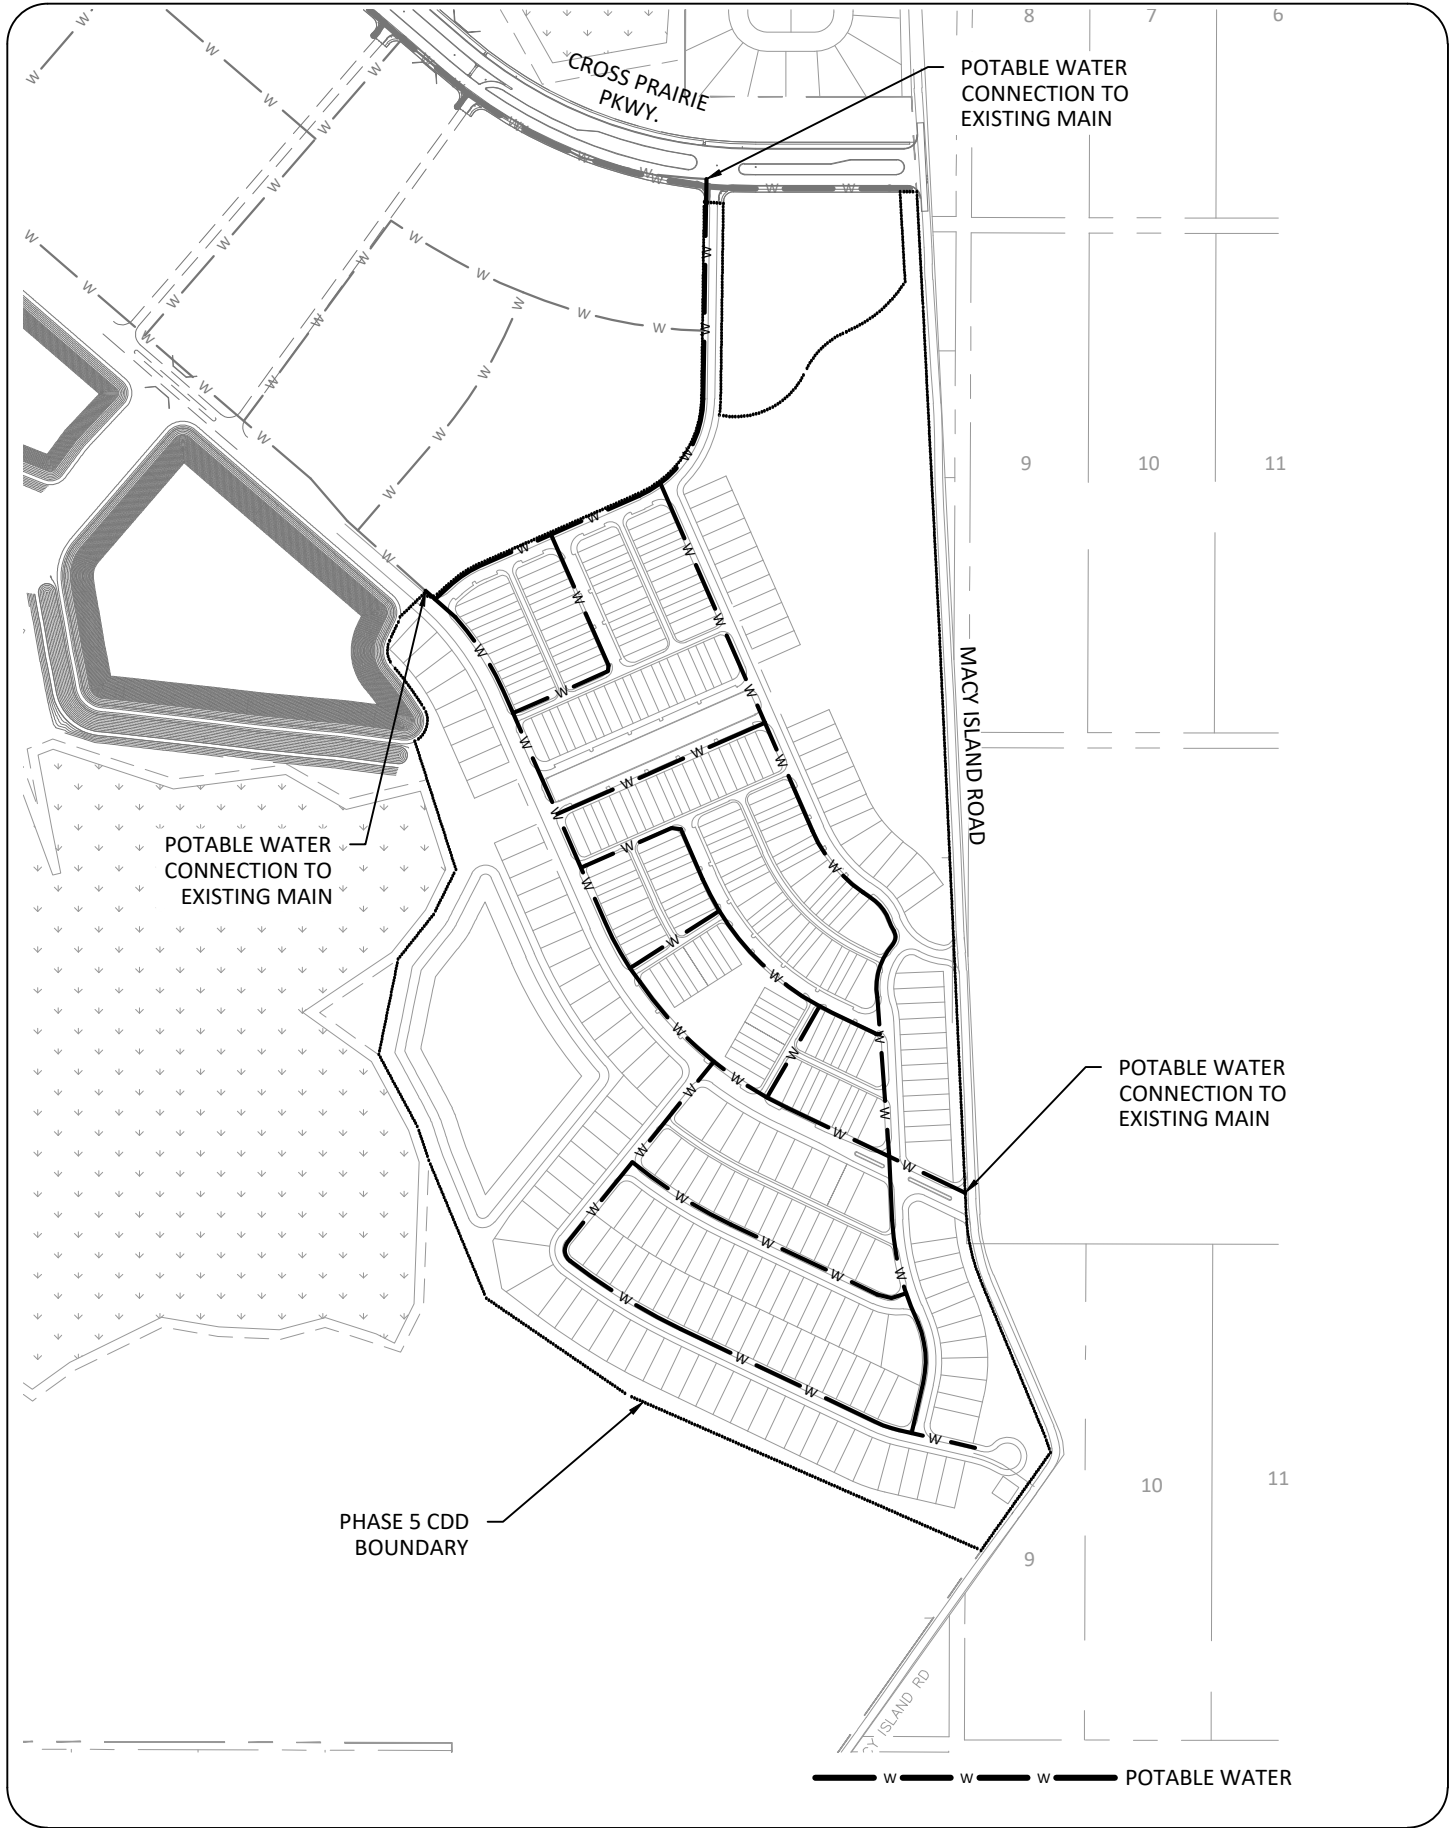 8
7
6
CROSS PRAIRIE
PKWY.
POTABLE WATER
CONNECTION TO
EXISTING MAIN
9
10
11
MACY ISLAND ROAD
POTABLE WATER
CONNECTION TO
EXISTING MAIN
POTABLE WATER
CONNECTION TO
EXISTING MAIN
PHASE 5 CDD
BOUNDARY
10
11
9
CY ISLAND RD
W W W POTABLE WATER